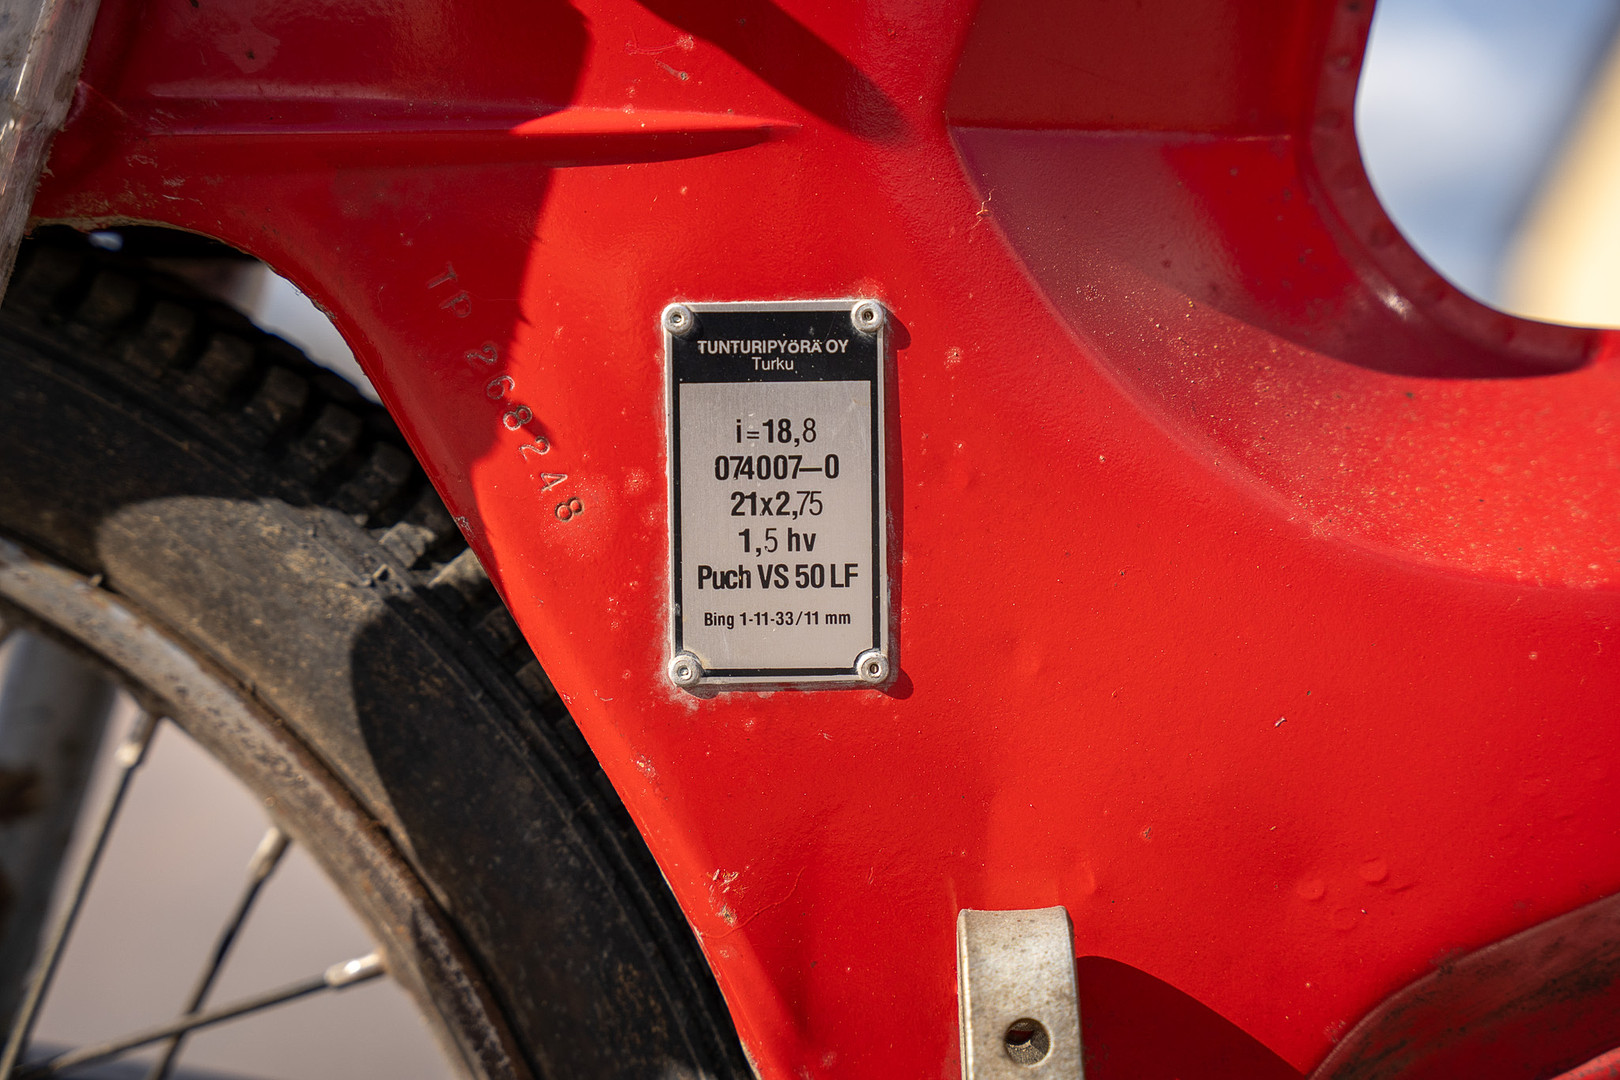 TP 268248
TUNTURIPYÖRÄ OY
Turku
i=18,8
074007–0
21x2,75
1,5 hv
Puch VS 50 LF
Bing 1-11-33/11 mm